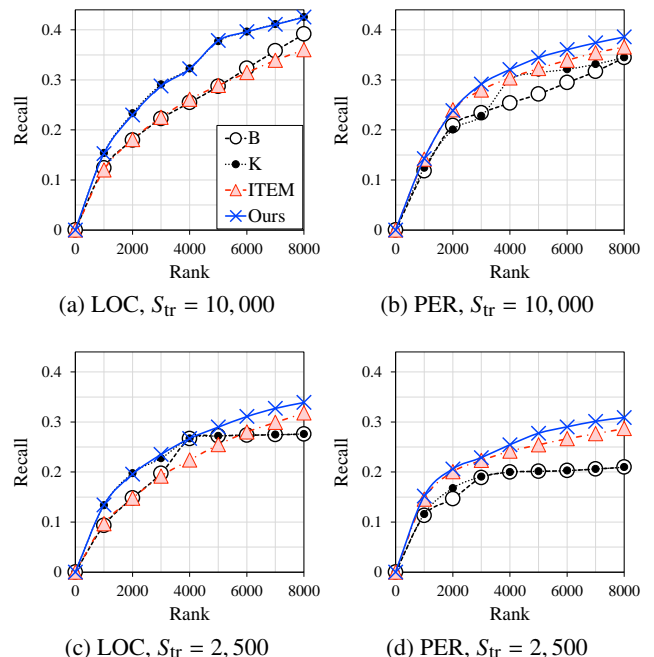 0.4
0.3
0.2
0.1
0
Recall
B
K
ITEM
Ours
0 2000 4000 6000 8000
Rank
(a) LOC, S_tr = 10, 000
0.4
0.3
0.2
0.1
0
Recall
0 2000 4000 6000 8000
Rank
(b) PER, S_tr = 10, 000
0.4
0.3
0.2
0.1
0
Recall
0 2000 4000 6000 8000
Rank
(c) LOC, S_tr = 2, 500
0.4
0.3
0.2
0.1
0
Recall
0 2000 4000 6000 8000
Rank
(d) PER, S_tr = 2, 500